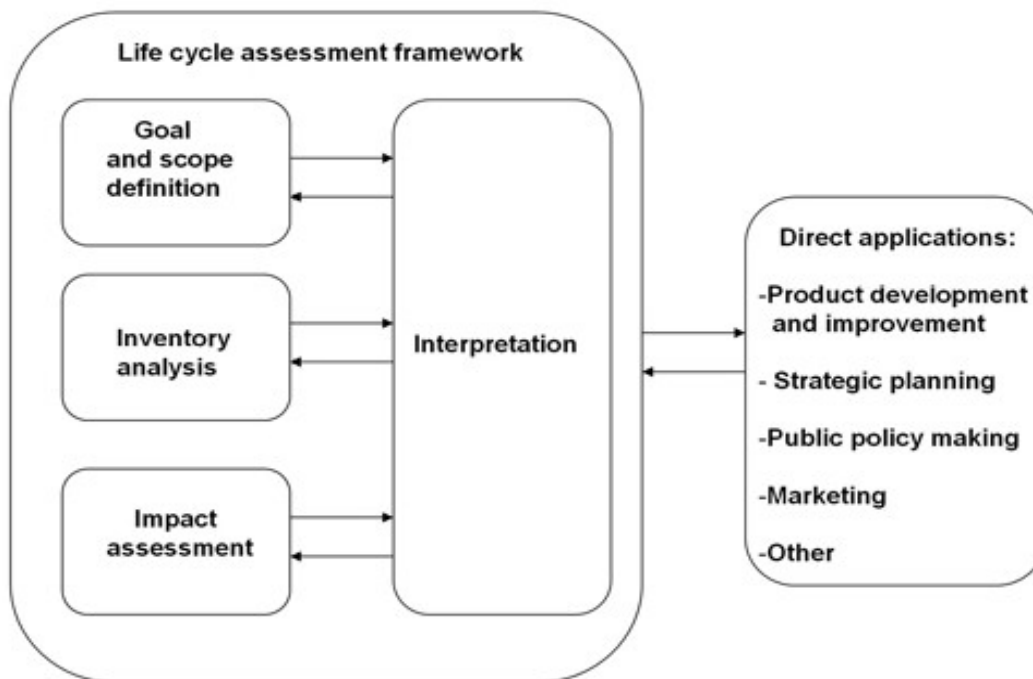 Life cycle assessment framework
Goal
and scope
definition
Inventory
analysis
Impact
assessment
Interpretation
Direct applications:
-Product development
and improvement
- Strategic planning
-Public policy making
-Marketing
-Other